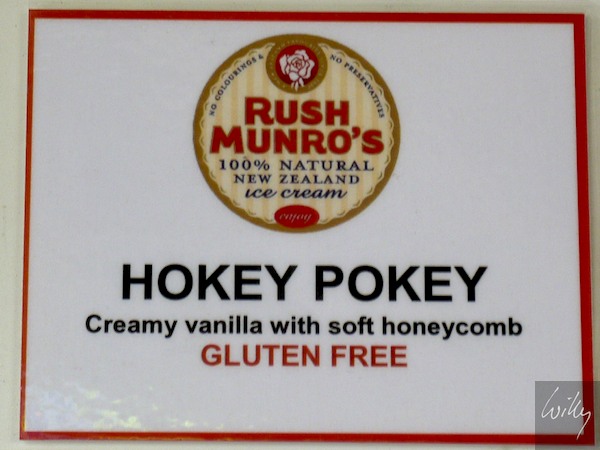 NO COLOURINGS & NO PRESERVATIVES
RUSH
MUNRO'S
100% NATURAL
NEW ZEALAND
ice cream
enjoy
HOKEY POKEY
Creamy vanilla with soft honeycomb
GLUTEN FREE
Willy